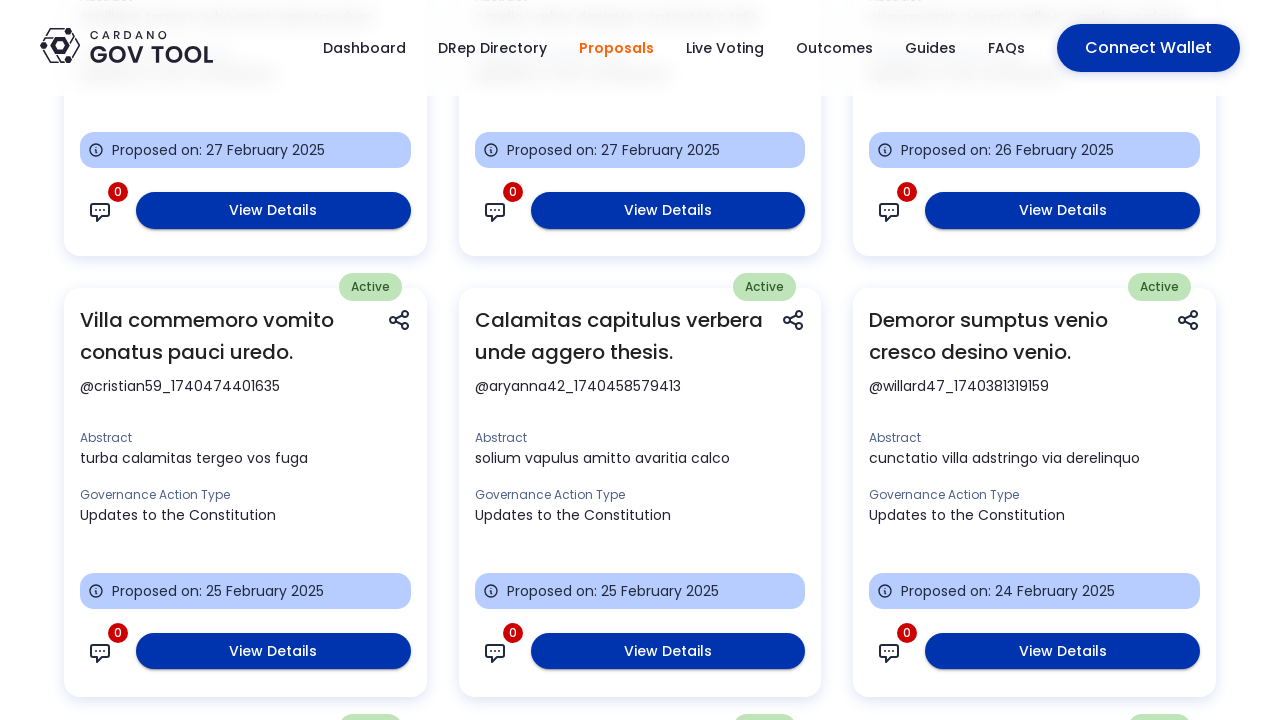 CARDANO
GOV TOOL
Dashboard
DRep Directory
Proposals
Live Voting
Outcomes
Guides
FAQs
Connect Wallet
Proposed on: 27 February 2025
Proposed on: 27 February 2025
Proposed on: 26 February 2025
0
View Details
0
View Details
0
View Details
Active
Villa commemoro vomito
conatus pauci uredo.
@cristian59_1740474401635
Abstract
turba calamitas tergeo vos fuga
Governance Action Type
Updates to the Constitution
Proposed on: 25 February 2025
0
View Details
Active
Calamitas capitulus verbera
unde aggero thesis.
@aryanna42_1740458579413
Abstract
solium vapulus amitto avaritia calco
Governance Action Type
Updates to the Constitution
Proposed on: 25 February 2025
0
View Details
Active
Demoror sumptus venio
cresco desino venio.
@willard47_1740381319159
Abstract
cunctatio villa adstringo via derelinquo
Governance Action Type
Updates to the Constitution
Proposed on: 24 February 2025
0
View Details